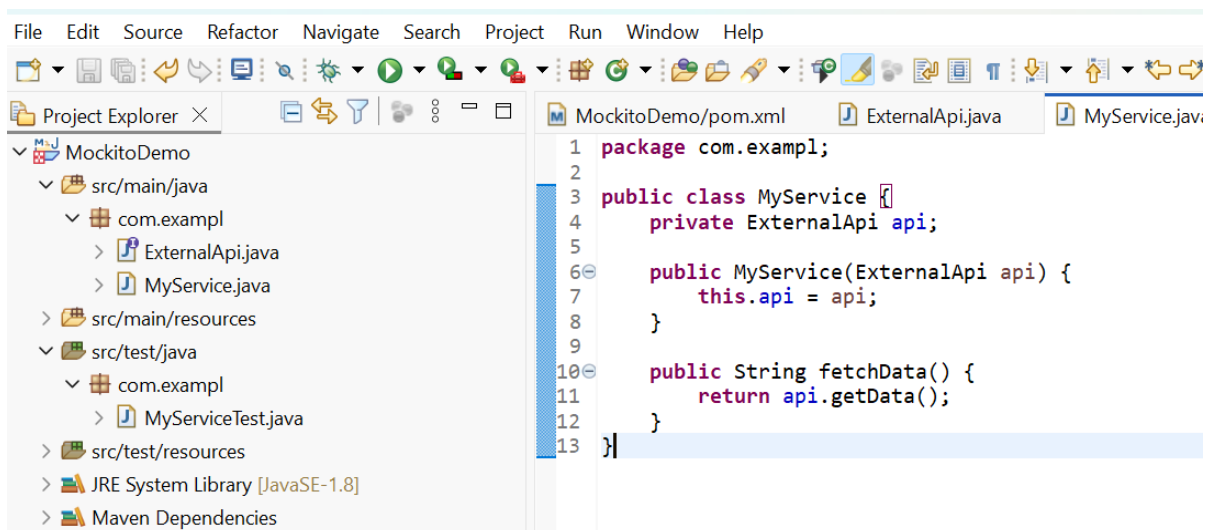 File Edit Source Refactor Navigate Search Project Run Window Help
Project Explorer
MockitoDemo
src/main/java
com.exampl
ExternalApi.java
MyService.java
src/main/resources
src/test/java
com.exampl
MyServiceTest.java
src/test/resources
JRE System Library [JavaSE-1.8]
Maven Dependencies
MockitoDemo/pom.xml ExternalApi.java MyService.java
1 package com.exampl;
2
3 public class MyService {
4     private ExternalApi api;
5
6     public MyService(ExternalApi api) {
7         this.api = api;
8     }
9
10     public String fetchData() {
11         return api.getData();
12     }
13 }